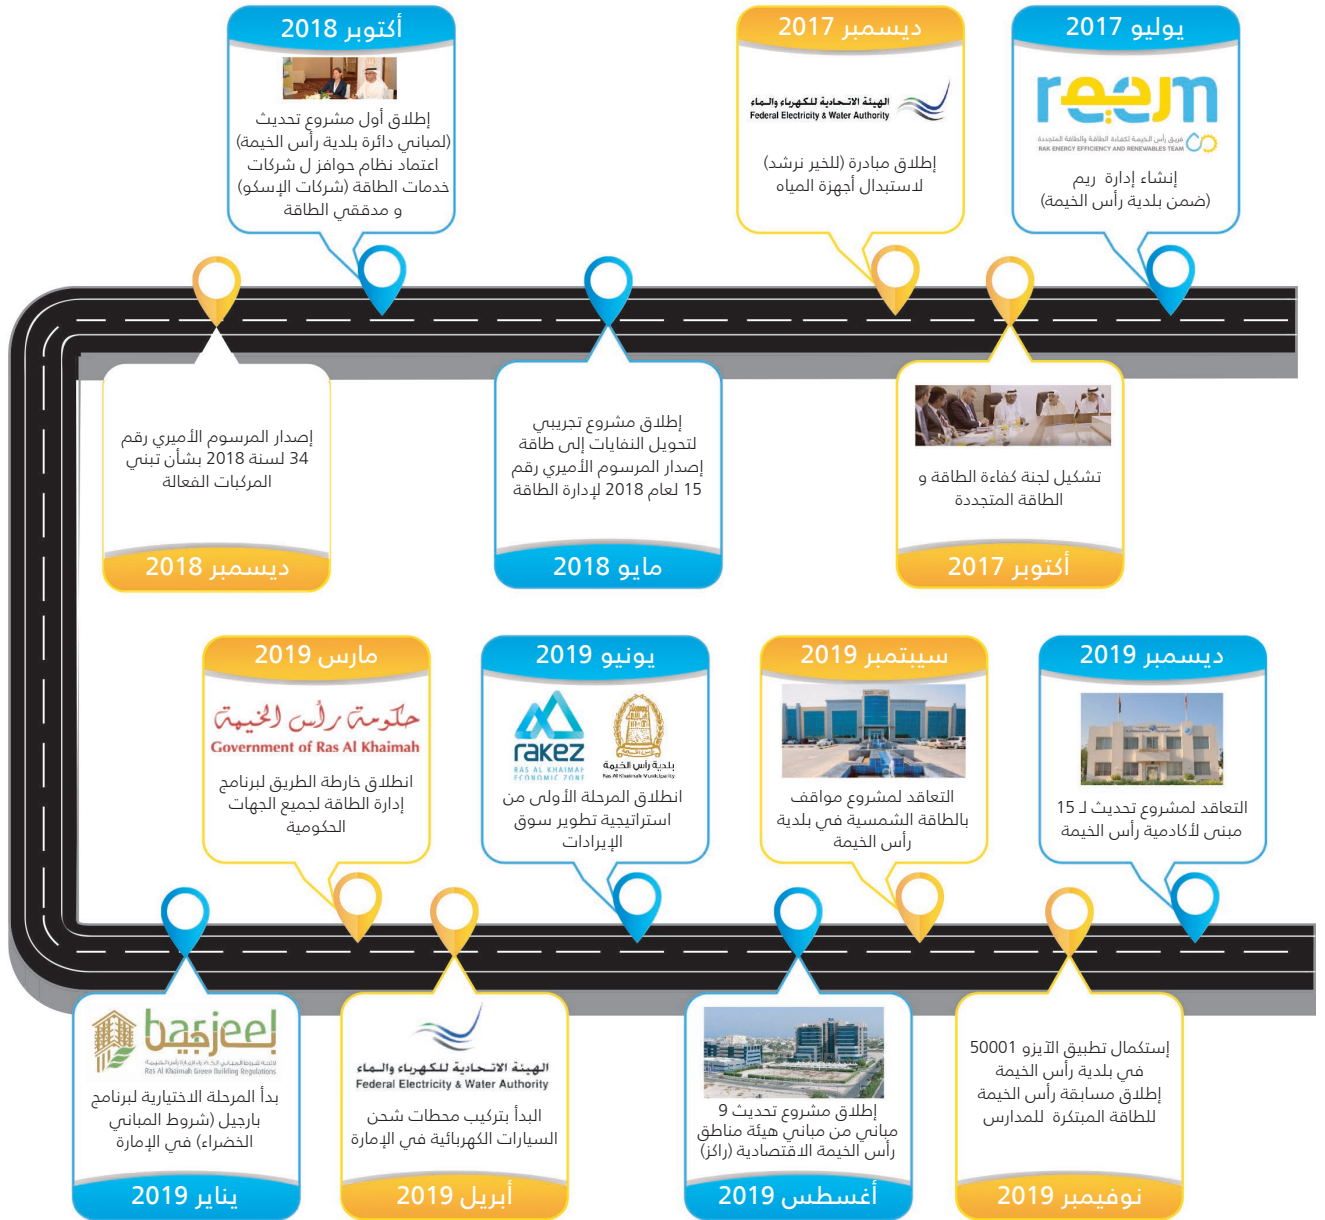 يوليو 2017
reem
ريم
فريق رأس الخيمة لكفاءة الطاقة والطاقة المتجددة
RAK ENERGY EFFICIENCY AND RENEWABLES TEAM
إنشاء إدارة ريم
(ضمن بلدية رأس الخيمة)
تشكيل لجنة كفاءة الطاقة و
الطاقة المتجددة
أكتوبر 2017
ديسمبر 2017
الهيئة الاتحادية للكهرباء والماء
Federal Electricity & Water Authority
إطلاق مبادرة (للخير نرشد)
لاستبدال أجهزة المياه
إطلاق مشروع تجريبي
لتحويل النفايات إلى طاقة
إصدار المرسوم الأميري رقم
15 لعام 2018 لإدارة الطاقة
مايو 2018
أكتوبر 2018
إطلاق أول مشروع تحديث
(لمباني دائرة بلدية رأس الخيمة)
اعتماد نظام حوافز ل شركات
خدمات الطاقة (شركات الإسكو)
و مدققي الطاقة
إصدار المرسوم الأميري رقم
34 لسنة 2018 بشأن تبني
المركبات الفعالة
ديسمبر 2018
barjeel
بارجيل
Ras Al Khaimah Green Building Regulations
بدأ المرحلة الاختيارية لبرنامج
بارجيل (شروط المباني
الخضراء) في الإمارة
يناير 2019
مارس 2019
حكومة رأس الخيمة
Government of Ras Al Khaimah
انطلاق خارطة الطريق لبرنامج
إدارة الطاقة لجميع الجهات
الحكومية
الهيئة الاتحادية للكهرباء والماء
Federal Electricity & Water Authority
البدأ بتركيب محطات شحن
السيارات الكهربائية في الإمارة
أبريل 2019
يونيو 2019
rakez
RAS AL KHAIMAH
ECONOMIC ZONE
بلدية رأس الخيمة
Ras Al Khaimah Municipality
انطلاق المرحلة الأولى من
استراتيجية تطوير سوق
الإيرادات
إطلاق مشروع تحديث 9
مباني من مباني هيئة مناطق
رأس الخيمة الاقتصادية (راكز)
أغسطس 2019
سيبتمبر 2019
التعاقد لمشروع مواقف
بالطاقة الشمسية في بلدية
رأس الخيمة
إستكمال تطبيق الآيزو 50001
في بلدية رأس الخيمة
إطلاق مسابقة رأس الخيمة
للطاقة المبتكرة للمدارس
نوفيمبر 2019
ديسمبر 2019
التعاقد لمشروع تحديث لـ 15
مبنى لأكادمية رأس الخيمة